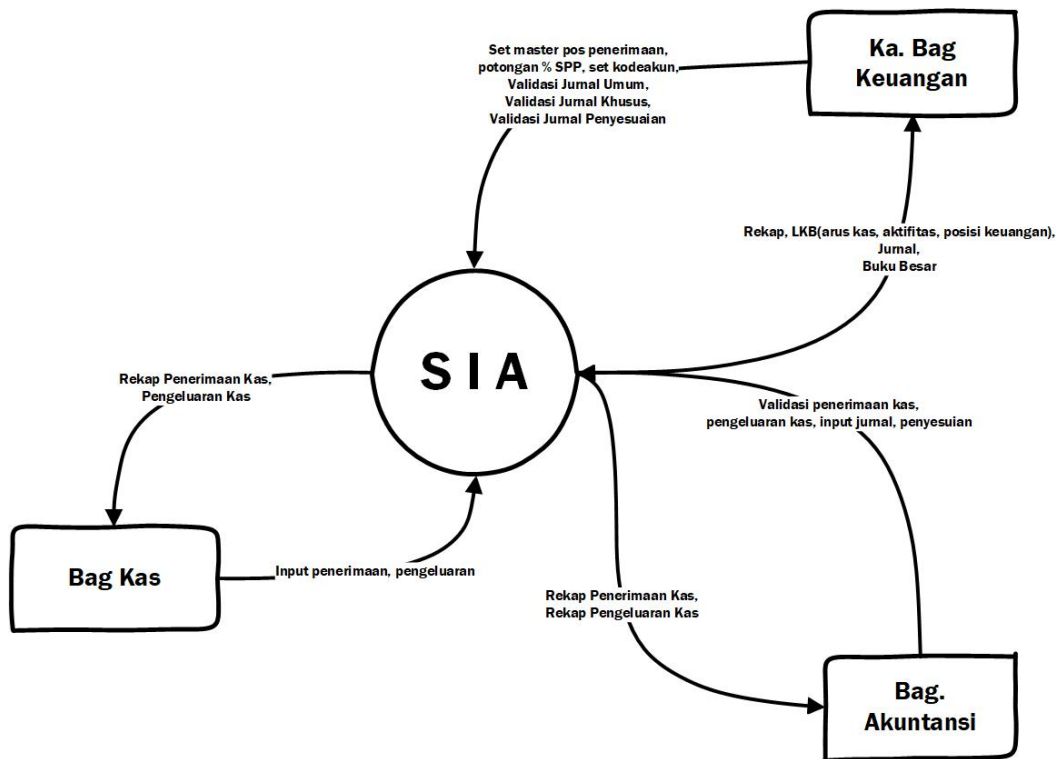 Ka. Bag
Keuangan
Set master pos penerimaan,
potongan % SPP, set kodeakun,
Validasi Jurnal Umum,
Validasi Jurnal Khusus,
Validasi Jurnal Penyesuaian
Rekap, LKB(arus kas, aktifitas, posisi keuangan),
Jurnal,
Buku Besar
S I A
Rekap Penerimaan Kas,
Pengeluaran Kas
Validasi penerimaan kas,
pengeluaran kas, input jurnal, penyesuian
Bag Kas
Input penerimaan, pengeluaran
Rekap Penerimaan Kas,
Rekap Pengeluaran Kas
Bag.
Akuntansi